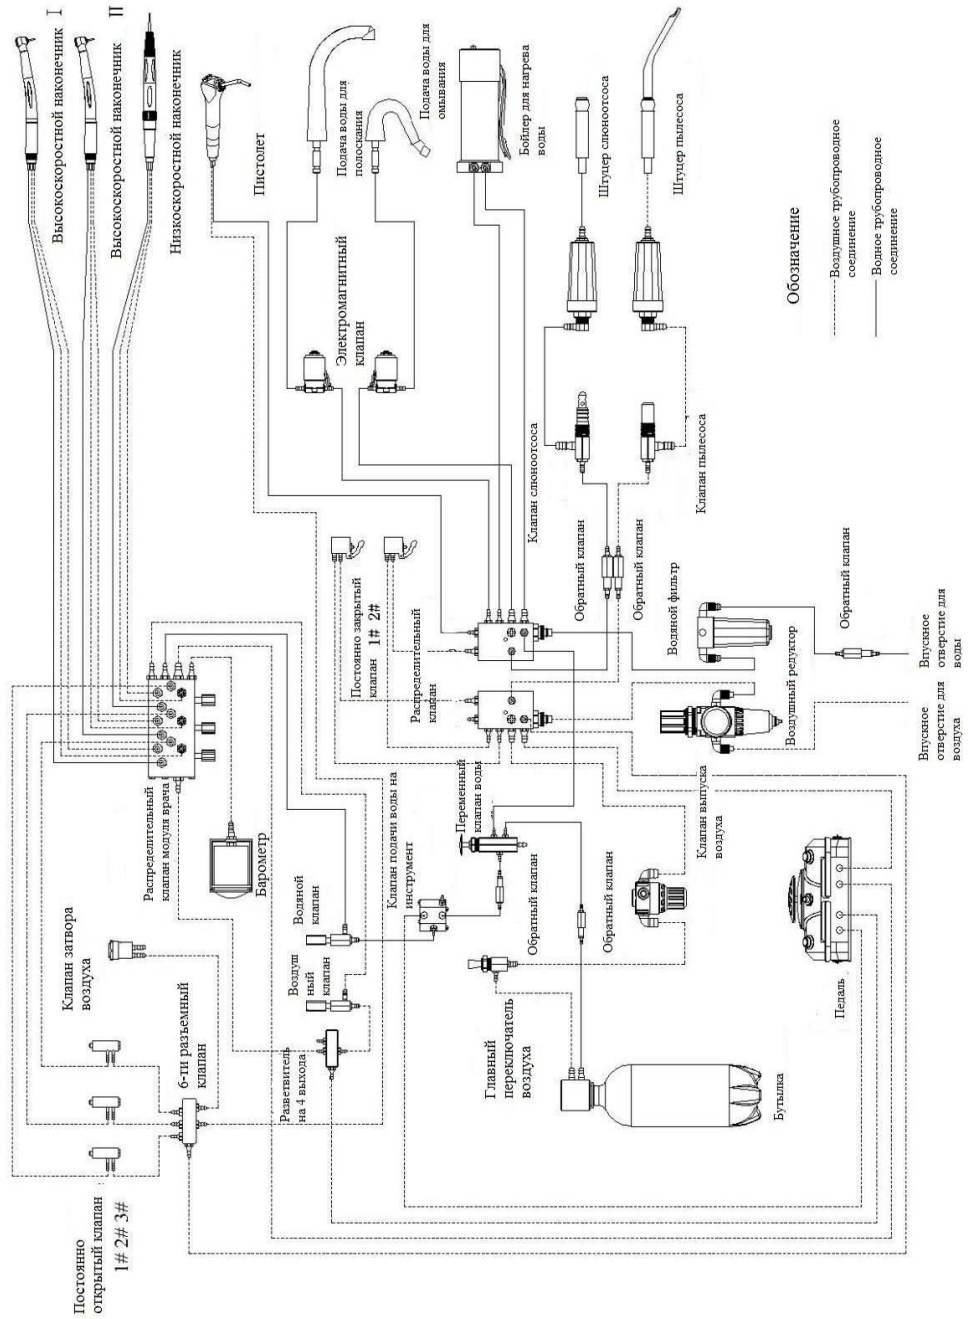 Высокоскоростной наконечник I
Высокоскоростной наконечник II
Низкоскоростной наконечник
Пистолет
Подача воды для
полоскания
Подача воды для
омывания
Бойлер для нагрева
воды
Штуцер слюноотсоса
Штуцер пылесоса
Обозначение
Воздушное трубопроводное
соединение
Водное трубопроводное
соединение
Электромагнитный
клапан
Клапан слюноотсоса
Клапан пылесоса
Обратный клапан
Обратный клапан
Постоянно закрытый
клапан 1# 2#
Распределительный
клапан
Водяной фильтр
Воздушный редуктор
Обратный клапан
Впускное
отверстие для
воды
Впускное
отверстие для
воздуха
Распределительный
клапан модуля врача
Барометр
Клапан подачи воды на
инструмент
Переменный
клапан воды
Обратный клапан
Обратный клапан
Клапан выпуска
воздуха
Водяной
клапан
Воздуш
ный
клапан
Клапан затвора
воздуха
6-ти разъемный
клапан
Разветвитель
на 4 выхода
Главный
переключатель
воздуха
Бутылка
Педаль
Постоянно
открытый клапан
1# 2# 3#